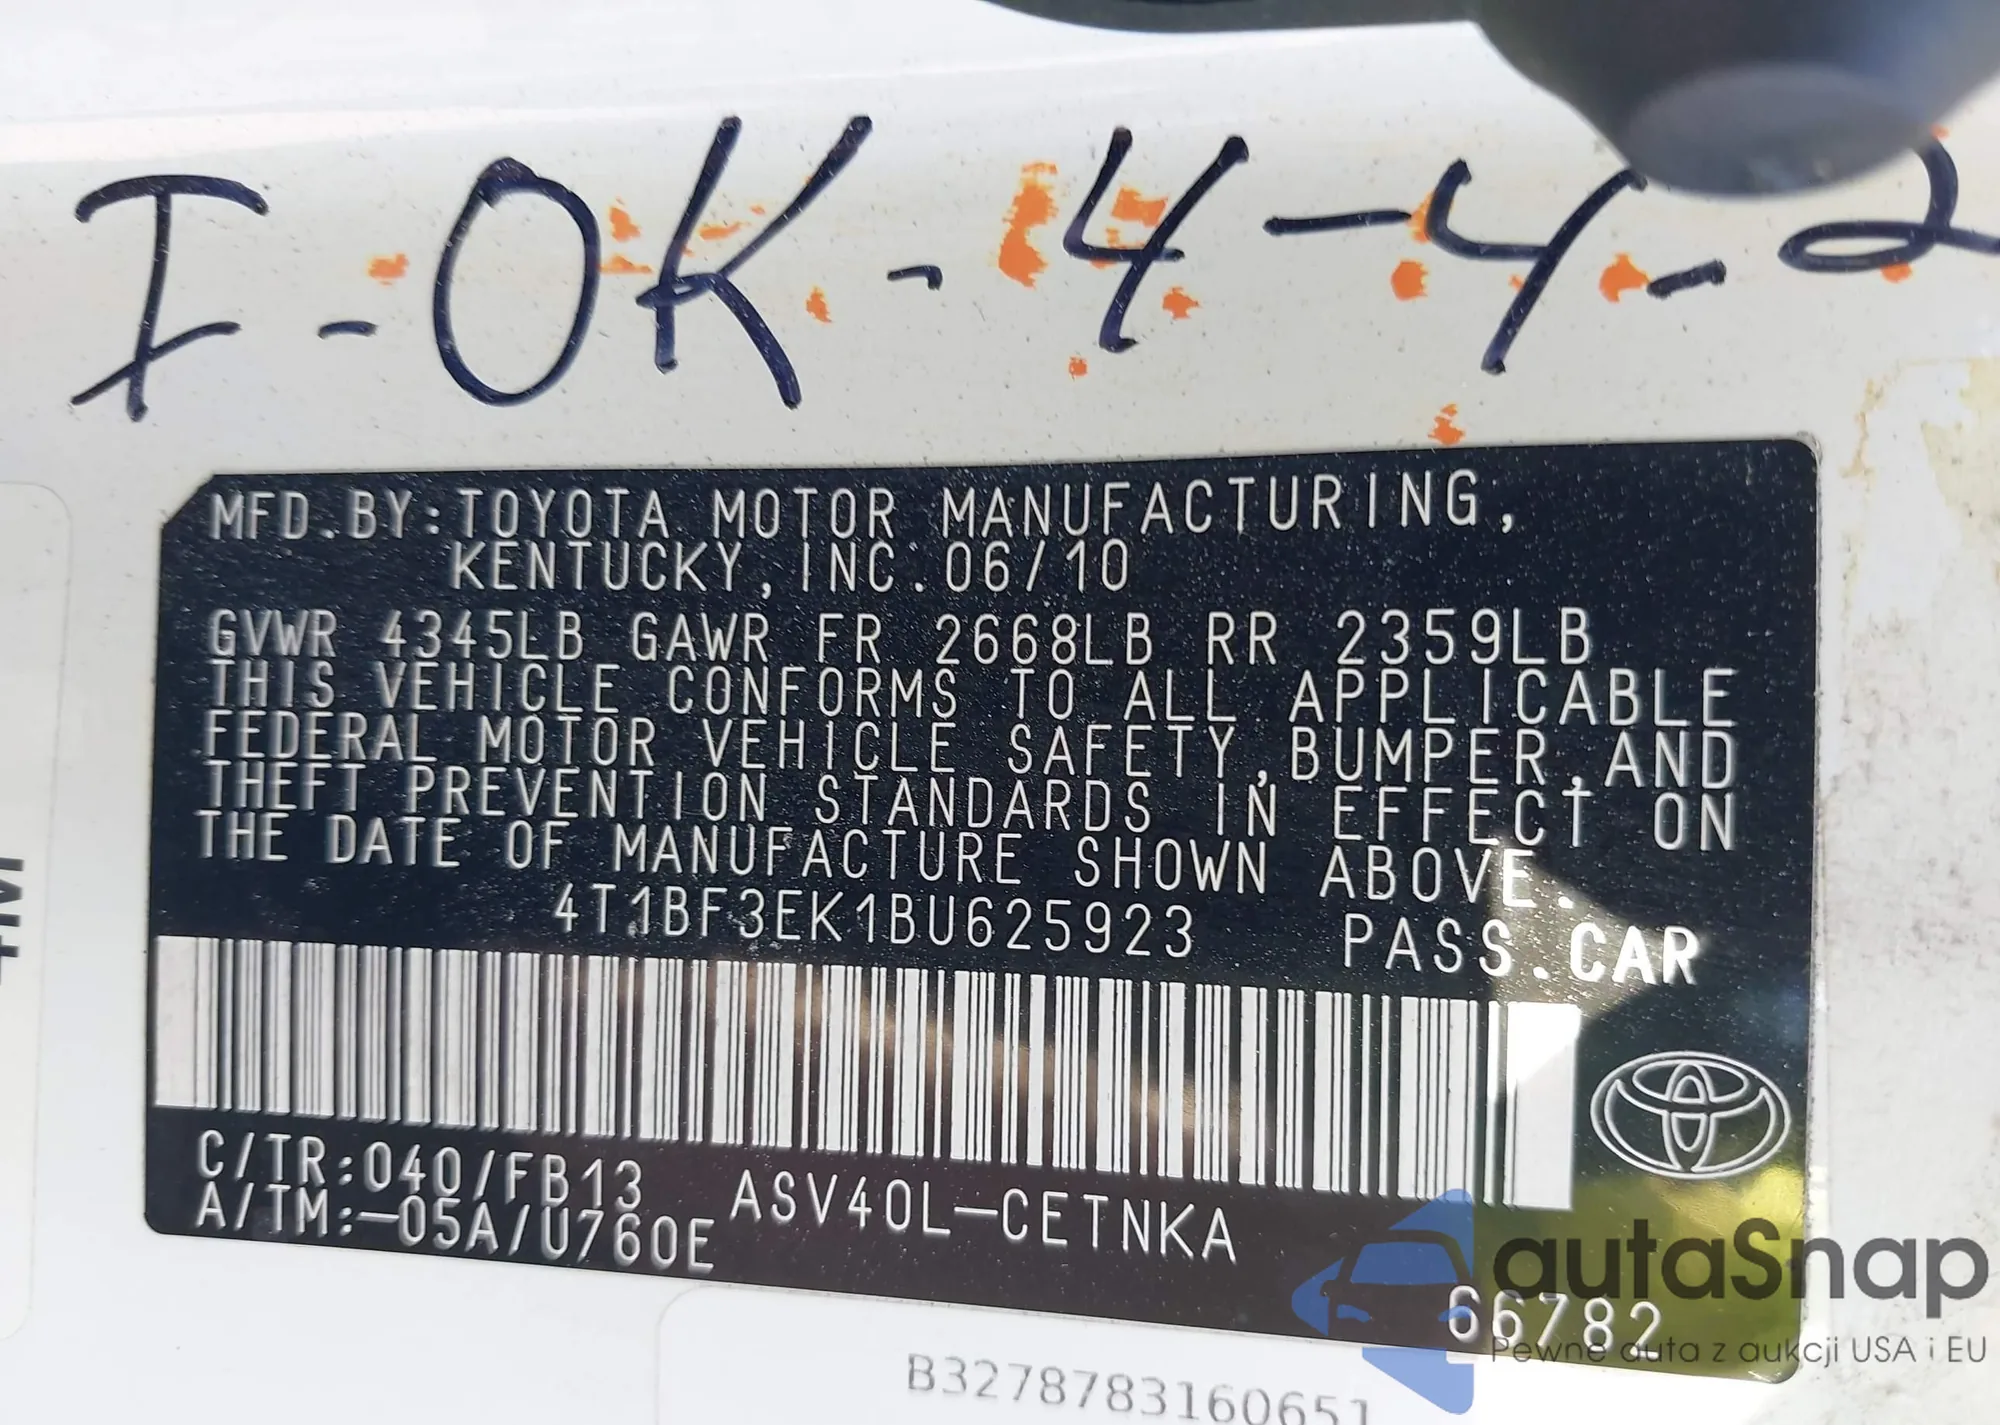 I-OK-4-4-2
MFD.BY:TOYOTA MOTOR MANUFACTURING,
KENTUCKY,INC.06/10
GVWR 4345LB GAWR FR 2668LB RR 2359LB
THIS VEHICLE CONFORMS TO ALL APPLICABLE
FEDERAL MOTOR VEHICLE SAFETY,BUMPER,AND
THEFT PREVENTION STANDARDS IN EFFECT ON
THE DATE OF MANUFACTURE SHOWN ABOVE.
4T1BF3EK1BU625923 PASS.CAR
C/TR:040/FB13 ASV40L-CETNKA
A/TM:-05A/U760E
66782
autaSnap
Pewne auta z aukcji USA i EU
B3278783160651